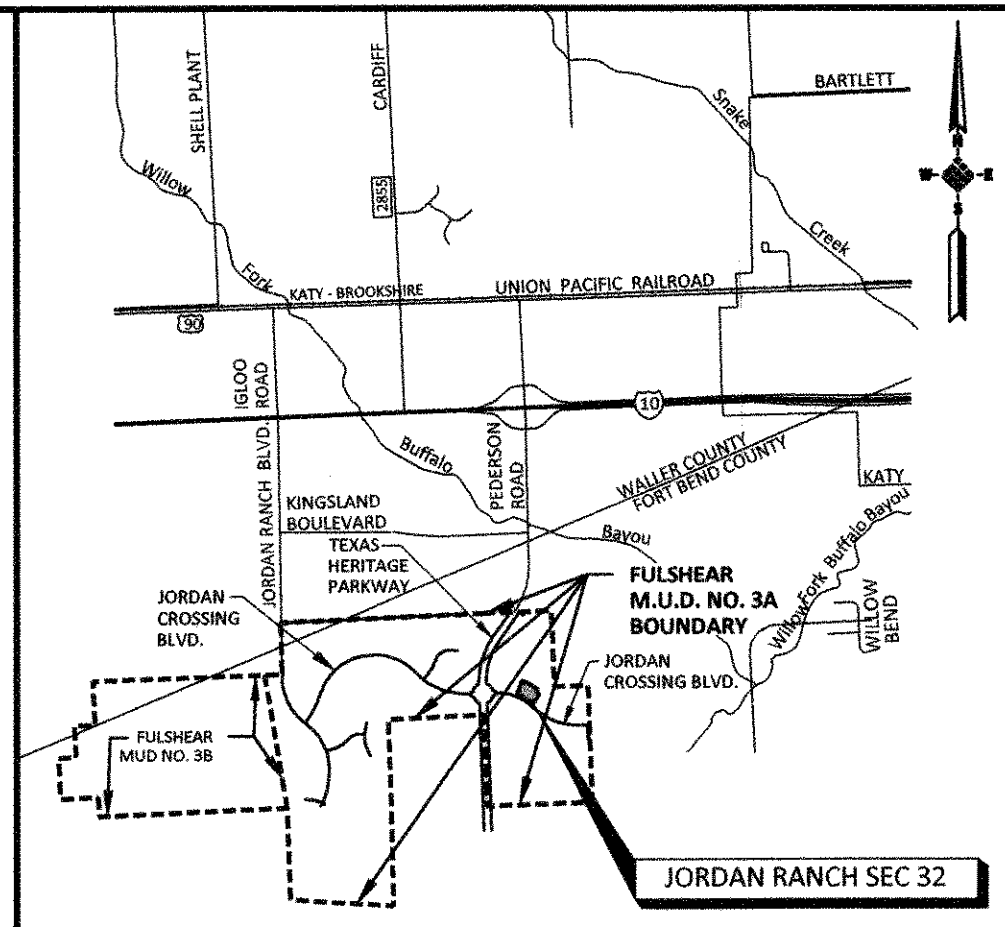 SHELL PLANT
CARDIFF
BARTLETT
Snake
Creek
N
W
E
S
Willow
Fork
2855
KATY - BROOKSHIRE
UNION PACIFIC RAILROAD
90
IGLOO
ROAD
10
JORDAN RANCH BLVD.
Buffalo
PEDERSON
ROAD
WALLER COUNTY
FORT BEND COUNTY
KATY
KINGSLAND
BOULEVARD
Bayou
TEXAS
HERITAGE
PARKWAY
Willow Fork Buffalo Bayou
WILLOW
BEND
JORDAN
CROSSING
BLVD.
FULSHEAR
M.U.D. NO. 3A
BOUNDARY
JORDAN
CROSSING BLVD.
FULSHEAR
MUD NO. 3B
JORDAN RANCH SEC 32